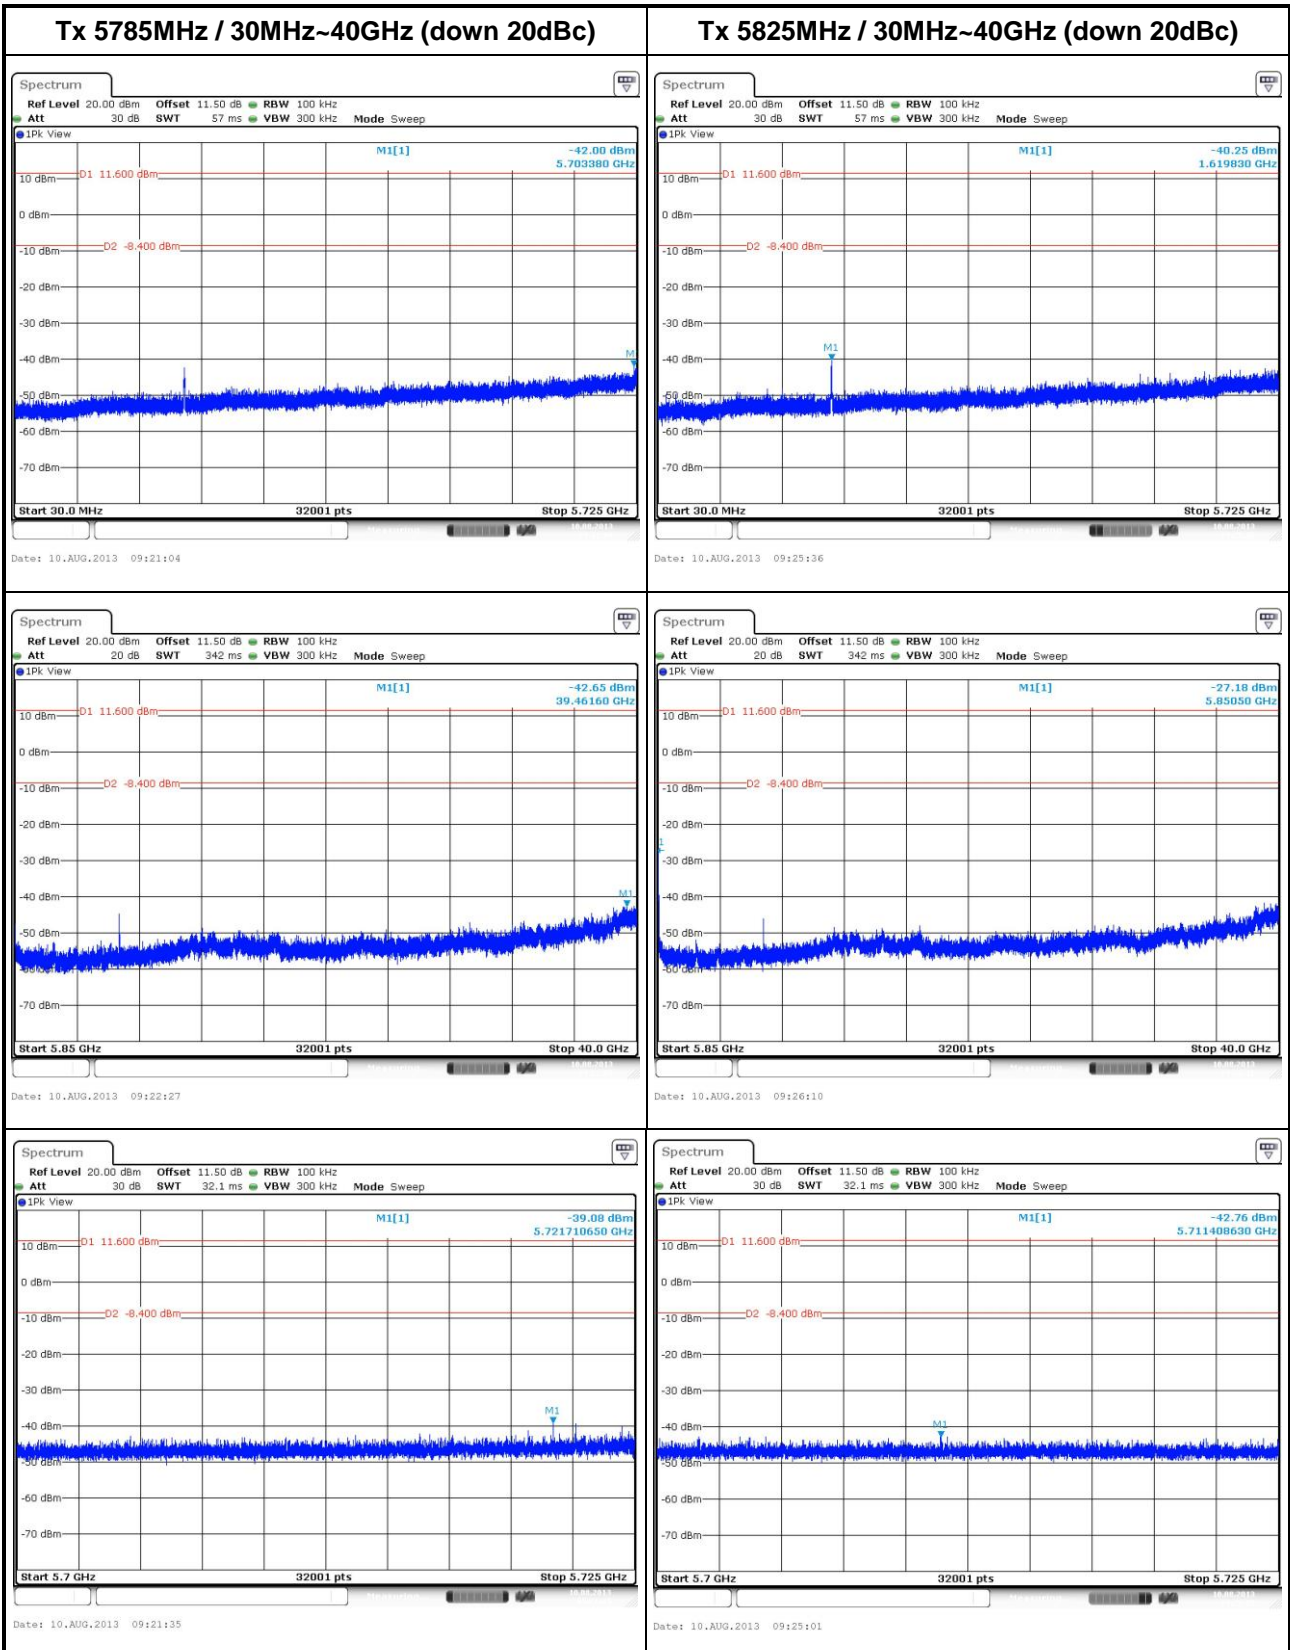 Tx 5785MHz / 30MHz~40GHz (down 20dBc)
Tx 5825MHz / 30MHz~40GHz (down 20dBc)
Spectrum
Ref Level 20.00 dBm Offset 11.50 dB RBW 100 kHz
Att 30 dB SWT 57 ms VBW 300 kHz Mode Sweep
1Pk View
M1[1] -42.00 dBm
5.703380 GHz
D1 11.600 dBm
10 dBm
0 dBm
D2 -8.400 dBm
-10 dBm
-20 dBm
-30 dBm
M
-40 dBm
-50 dBm
-60 dBm
-70 dBm
Start 30.0 MHz 32001 pts Stop 5.725 GHz
Date: 10.AUG.2013 09:21:04
Spectrum
Ref Level 20.00 dBm Offset 11.50 dB RBW 100 kHz
Att 30 dB SWT 57 ms VBW 300 kHz Mode Sweep
1Pk View
M1[1] -40.25 dBm
1.619830 GHz
D1 11.600 dBm
10 dBm
0 dBm
D2 -8.400 dBm
-10 dBm
-20 dBm
-30 dBm
M1
-40 dBm
-50 dBm
-60 dBm
-70 dBm
Start 30.0 MHz 32001 pts Stop 5.725 GHz
Date: 10.AUG.2013 09:25:36
Spectrum
Ref Level 20.00 dBm Offset 11.50 dB RBW 100 kHz
Att 20 dB SWT 342 ms VBW 300 kHz Mode Sweep
1Pk View
M1[1] -42.65 dBm
39.46160 GHz
D1 11.600 dBm
10 dBm
0 dBm
D2 -8.400 dBm
-10 dBm
-20 dBm
-30 dBm
M1
-40 dBm
-50 dBm
-60 dBm
-70 dBm
Start 5.85 GHz 32001 pts Stop 40.0 GHz
Date: 10.AUG.2013 09:22:27
Spectrum
Ref Level 20.00 dBm Offset 11.50 dB RBW 100 kHz
Att 20 dB SWT 342 ms VBW 300 kHz Mode Sweep
1Pk View
M1[1] -27.18 dBm
5.85050 GHz
D1 11.600 dBm
10 dBm
0 dBm
D2 -8.400 dBm
-10 dBm
-20 dBm
1
-30 dBm
-40 dBm
-50 dBm
-60 dBm
-70 dBm
Start 5.85 GHz 32001 pts Stop 40.0 GHz
Date: 10.AUG.2013 09:26:10
Spectrum
Ref Level 20.00 dBm Offset 11.50 dB RBW 100 kHz
Att 30 dB SWT 32.1 ms VBW 300 kHz Mode Sweep
1Pk View
M1[1] -39.08 dBm
5.721710650 GHz
D1 11.600 dBm
10 dBm
0 dBm
D2 -8.400 dBm
-10 dBm
-20 dBm
-30 dBm
M1
-40 dBm
-50 dBm
-60 dBm
-70 dBm
Start 5.7 GHz 32001 pts Stop 5.725 GHz
Date: 10.AUG.2013 09:21:35
Spectrum
Ref Level 20.00 dBm Offset 11.50 dB RBW 100 kHz
Att 30 dB SWT 32.1 ms VBW 300 kHz Mode Sweep
1Pk View
M1[1] -42.76 dBm
5.711408630 GHz
D1 11.600 dBm
10 dBm
0 dBm
D2 -8.400 dBm
-10 dBm
-20 dBm
-30 dBm
M1
-40 dBm
-50 dBm
-60 dBm
-70 dBm
Start 5.7 GHz 32001 pts Stop 5.725 GHz
Date: 10.AUG.2013 09:25:01